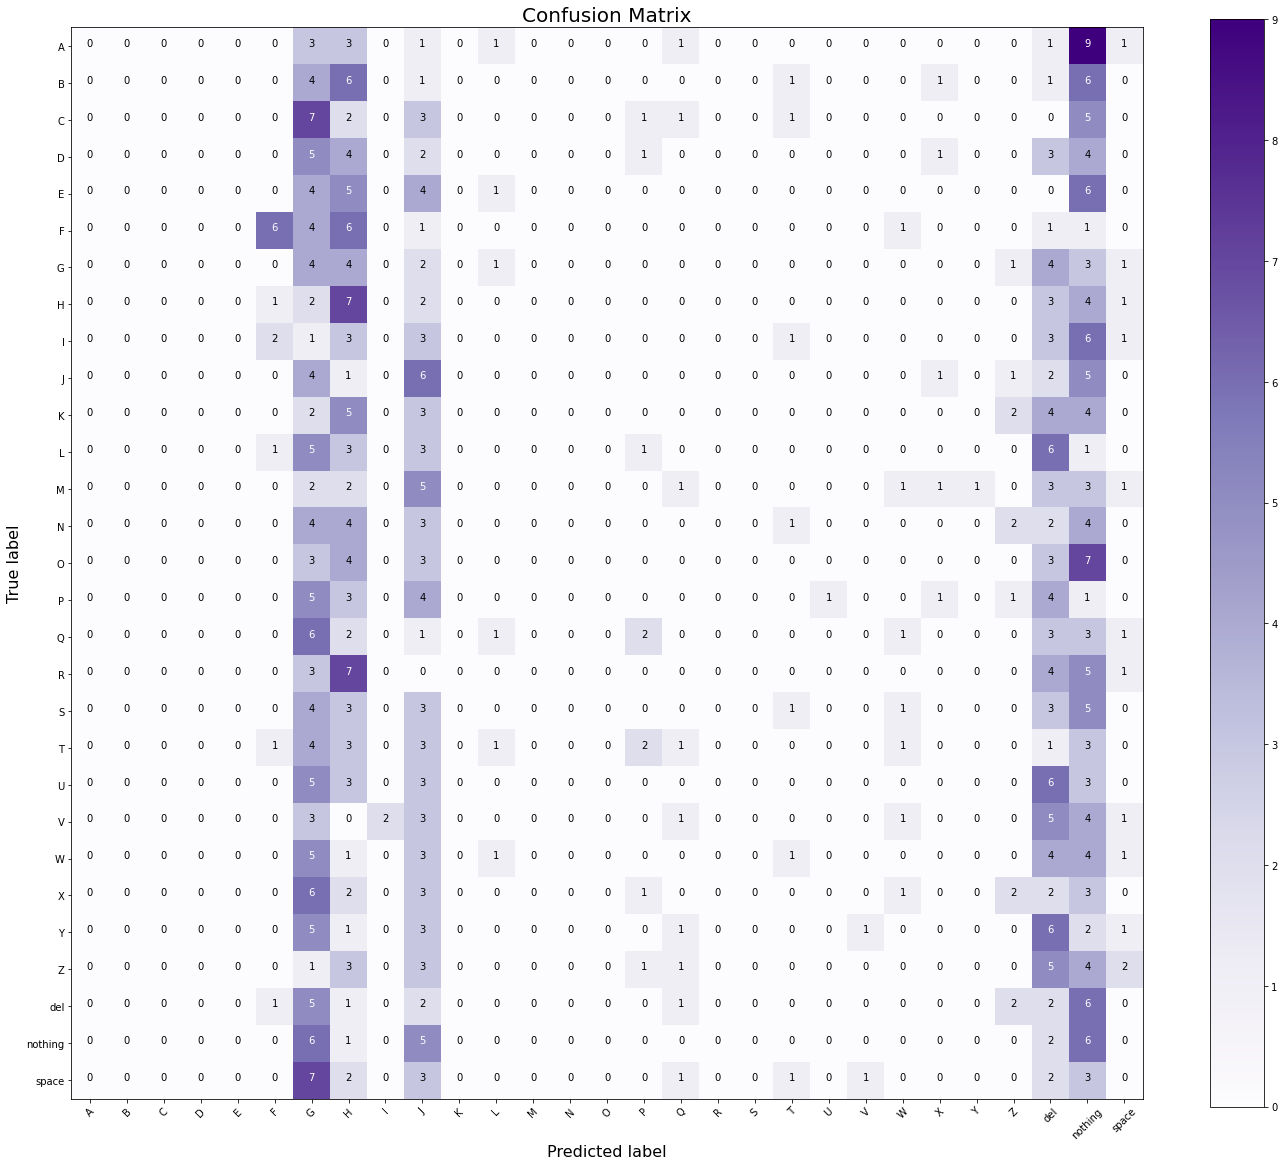 Confusion Matrix
A 0 0 0 0 0 0 3 3 0 1 0 1 0 0 0 0 1 0 0 0 0 0 0 0 0 0 1 9 1
B 0 0 0 0 0 0 4 6 0 1 0 0 0 0 0 0 0 0 0 1 0 0 0 1 0 0 1 6 0
C 0 0 0 0 0 0 7 2 0 3 0 0 0 0 0 1 1 0 0 1 0 0 0 0 0 0 0 5 0
D 0 0 0 0 0 0 5 4 0 2 0 0 0 0 0 1 0 0 0 0 0 0 0 1 0 0 3 4 0
E 0 0 0 0 0 0 4 5 0 4 0 1 0 0 0 0 0 0 0 0 0 0 0 0 0 0 0 6 0
F 0 0 0 0 0 6 4 6 0 1 0 0 0 0 0 0 0 0 0 0 0 0 1 0 0 0 1 1 0
G 0 0 0 0 0 0 4 4 0 2 0 1 0 0 0 0 0 0 0 0 0 0 0 0 0 1 4 3 1
H 0 0 0 0 0 1 2 7 0 2 0 0 0 0 0 0 0 0 0 0 0 0 0 0 0 0 3 4 1
I 0 0 0 0 0 2 1 3 0 3 0 0 0 0 0 0 0 0 0 1 0 0 0 0 0 0 3 6 1
J 0 0 0 0 0 0 4 1 0 6 0 0 0 0 0 0 0 0 0 0 0 0 0 1 0 1 2 5 0
K 0 0 0 0 0 0 2 5 0 3 0 0 0 0 0 0 0 0 0 0 0 0 0 0 0 2 4 4 0
L 0 0 0 0 0 1 5 3 0 3 0 0 0 0 0 1 0 0 0 0 0 0 0 0 0 0 6 1 0
M 0 0 0 0 0 0 2 2 0 5 0 0 0 0 0 0 1 0 0 0 0 0 1 1 1 0 3 3 1
N 0 0 0 0 0 0 4 4 0 3 0 0 0 0 0 0 0 0 0 1 0 0 0 0 0 2 2 4 0
O 0 0 0 0 0 0 3 4 0 3 0 0 0 0 0 0 0 0 0 0 0 0 0 0 0 0 3 7 0
P 0 0 0 0 0 0 5 3 0 4 0 0 0 0 0 0 0 0 0 0 1 0 0 1 0 1 4 1 0
Q 0 0 0 0 0 0 6 2 0 1 0 1 0 0 0 2 0 0 0 0 0 0 1 0 0 0 3 3 1
R 0 0 0 0 0 0 3 7 0 0 0 0 0 0 0 0 0 0 0 0 0 0 0 0 0 0 4 5 1
S 0 0 0 0 0 0 4 3 0 3 0 0 0 0 0 0 0 0 0 1 0 0 1 0 0 0 3 5 0
T 0 0 0 0 0 1 4 3 0 3 0 1 0 0 0 2 1 0 0 0 0 0 1 0 0 0 1 3 0
U 0 0 0 0 0 0 5 3 0 3 0 0 0 0 0 0 0 0 0 0 0 0 0 0 0 0 6 3 0
V 0 0 0 0 0 0 3 0 2 3 0 0 0 0 0 0 1 0 0 0 0 0 1 0 0 0 5 4 1
W 0 0 0 0 0 0 5 1 0 3 0 1 0 0 0 0 0 0 0 1 0 0 0 0 0 0 4 4 1
X 0 0 0 0 0 0 6 2 0 3 0 0 0 0 0 1 0 0 0 0 0 0 1 0 0 2 2 3 0
Y 0 0 0 0 0 0 5 1 0 3 0 0 0 0 0 0 1 0 0 0 0 1 0 0 0 0 6 2 1
Z 0 0 0 0 0 0 1 3 0 3 0 0 0 0 0 1 1 0 0 0 0 0 0 0 0 0 5 4 2
del 0 0 0 0 0 1 5 1 0 2 0 0 0 0 0 0 1 0 0 0 0 0 0 0 0 2 2 6 0
nothing 0 0 0 0 0 0 6 1 0 5 0 0 0 0 0 0 0 0 0 0 0 0 0 0 0 0 2 6 0
space 0 0 0 0 0 0 7 2 0 3 0 0 0 0 0 0 1 0 0 1 0 1 0 0 0 0 2 3 0
A B C D E F G H I J K L M N O P Q R S T U V W X Y Z del nothing space
True label
Predicted label
9
8
7
6
5
4
3
2
1
0